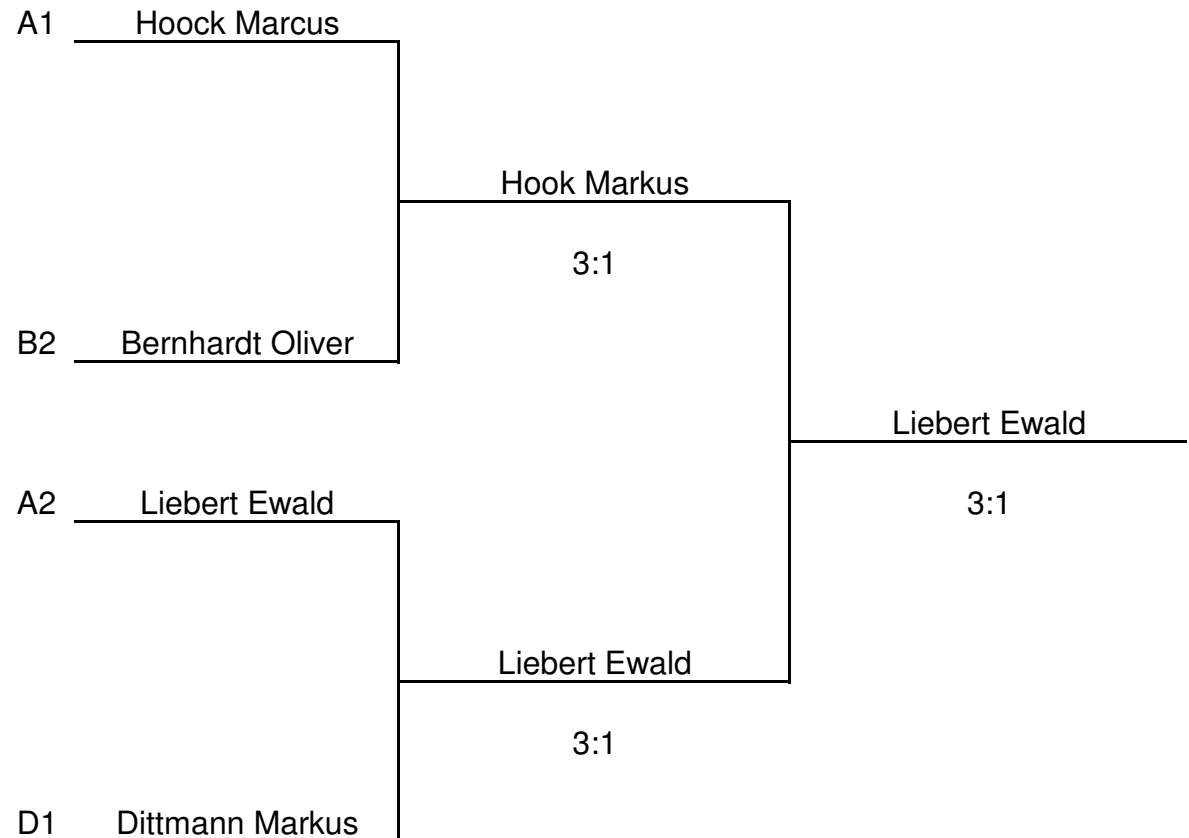 A1 Hoock Marcus
Hook Markus
3:1
B2 Bernhardt Oliver
Liebert Ewald
A2 Liebert Ewald
3:1
Liebert Ewald
3:1
D1 Dittmann Markus